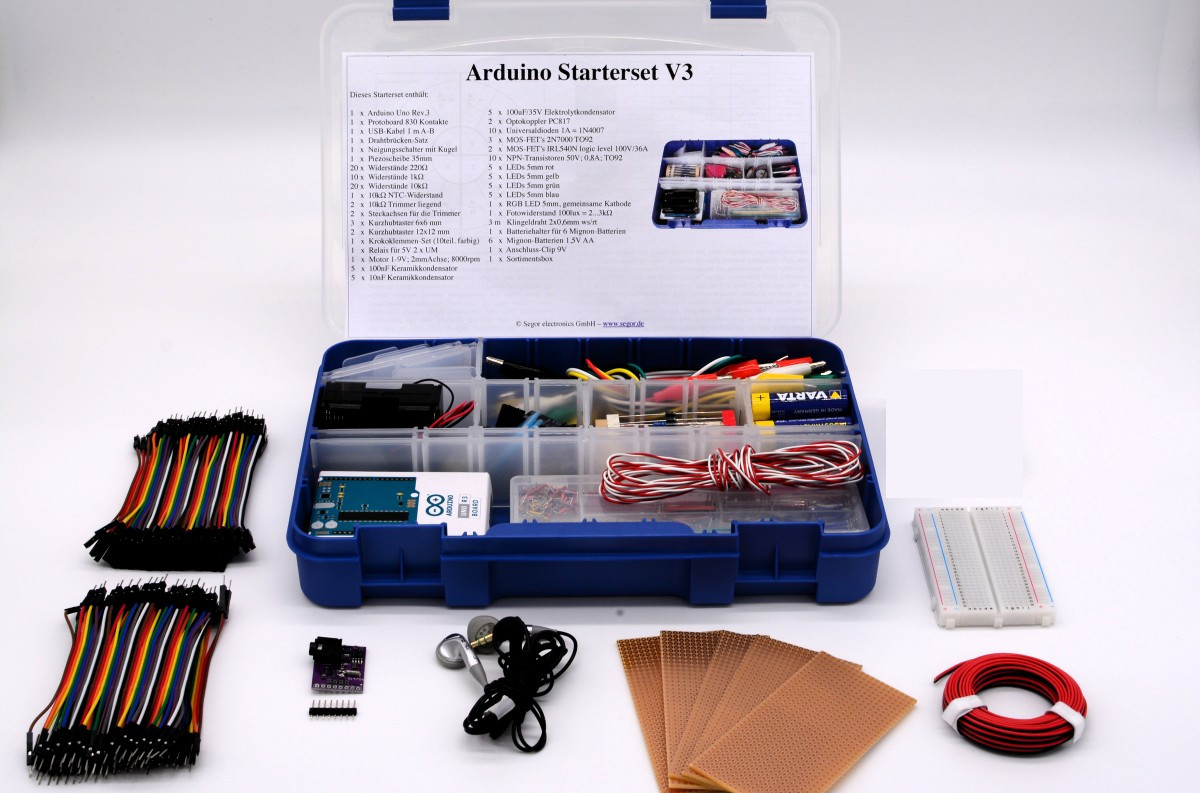 Arduino Starterset V3
Dieses Starterset enthält:
1 x Arduino Uno Rev.3
1 x Protoboard 830 Kontakte
1 x USB-Kabel 1 m A-B
1 x Drahtbrücken-Satz
1 x Neigungsschalter mit Kugel
1 x Piezoscheibe 35mm
20 x Widerstände 220Ω
10 x Widerstände 1kΩ
20 x Widerstände 10kΩ
1 x 10kΩ NTC-Widerstand
2 x 10kΩ Trimmer liegend
2 x Steckachsen für die Trimmer
3 x Kurzhubtaster 6x6 mm
2 x Kurzhubtaster 12x12 mm
1 x Krokoklemmen-Set (10teil. farbig)
1 x Relais für 5V 2 x UM
1 x Motor 1-9V; 2mmAchse; 8000rpm
5 x 100nF Keramikkondensator
5 x 10nF Keramikkondensator
5 x 100uF/35V Elektrolytkondensator
2 x Optokoppler PC817
10 x Universaldioden 1A = 1N4007
3 x MOS-FET's 2N7000 TO92
2 x MOS-FET's IRL540N logic level 100V/36A
10 x NPN-Transistoren 50V; 0,8A; TO92
5 x LEDs 5mm rot
5 x LEDs 5mm gelb
5 x LEDs 5mm grün
5 x LEDs 5mm blau
1 x RGB LED 5mm, gemeinsame Kathode
1 x Fotowiderstand 100lux = 2...3kΩ
3 m Klingeldraht 2x0,6mm ws/rt
1 x Batteriehalter für 6 Mignon-Batterien
6 x Mignon-Batterien 1,5V AA
1 x Anschluss-Clip 9V
1 x Sortimentsbox
© Segor electronics GmbH – www.segor.de
VARTA
MADE IN GERMANY
ARDUINO
UNO R3
BOARD